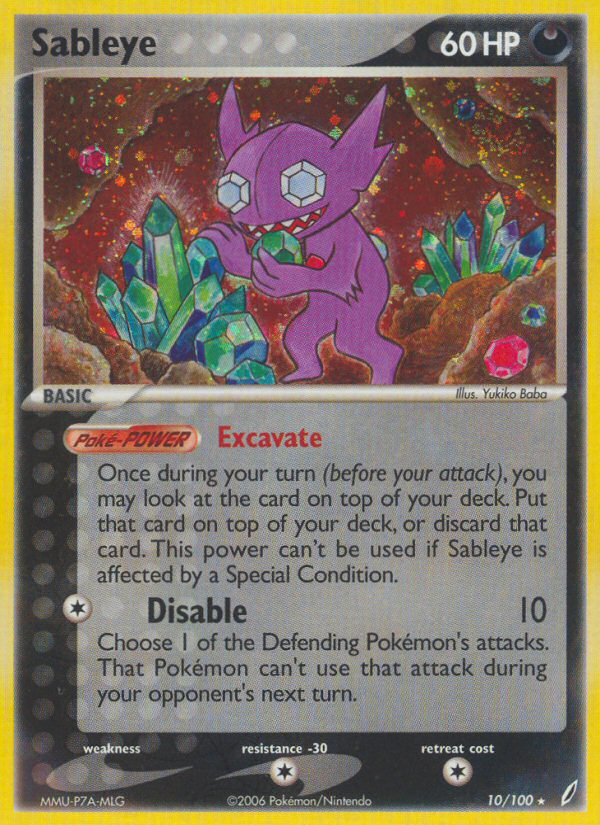 Sableye 60 HP
BASIC Illus. Yukiko Baba
Poké-POWER Excavate
Once during your turn (before your attack), you
may look at the card on top of your deck. Put
that card on top of your deck, or discard that
card. This power can't be used if Sableye is
affected by a Special Condition.
Disable 10
Choose 1 of the Defending Pokémon's attacks.
That Pokémon can't use that attack during
your opponent's next turn.
weakness resistance -30 retreat cost
MMU-P7A-MLG ©2006 Pokémon/Nintendo 10/100 ★